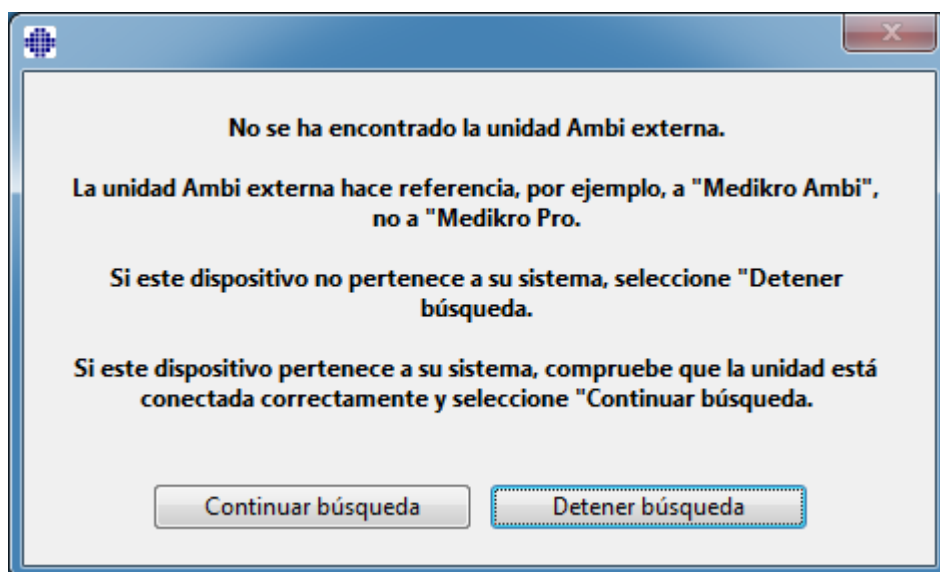 No se ha encontrado la unidad Ambi externa.
La unidad Ambi externa hace referencia, por ejemplo, a "Medikro Ambi",
no a "Medikro Pro.
Si este dispositivo no pertenece a su sistema, seleccione "Detener
búsqueda.
Si este dispositivo pertenece a su sistema, compruebe que la unidad está
conectada correctamente y seleccione "Continuar búsqueda.
Continuar búsqueda
Detener búsqueda